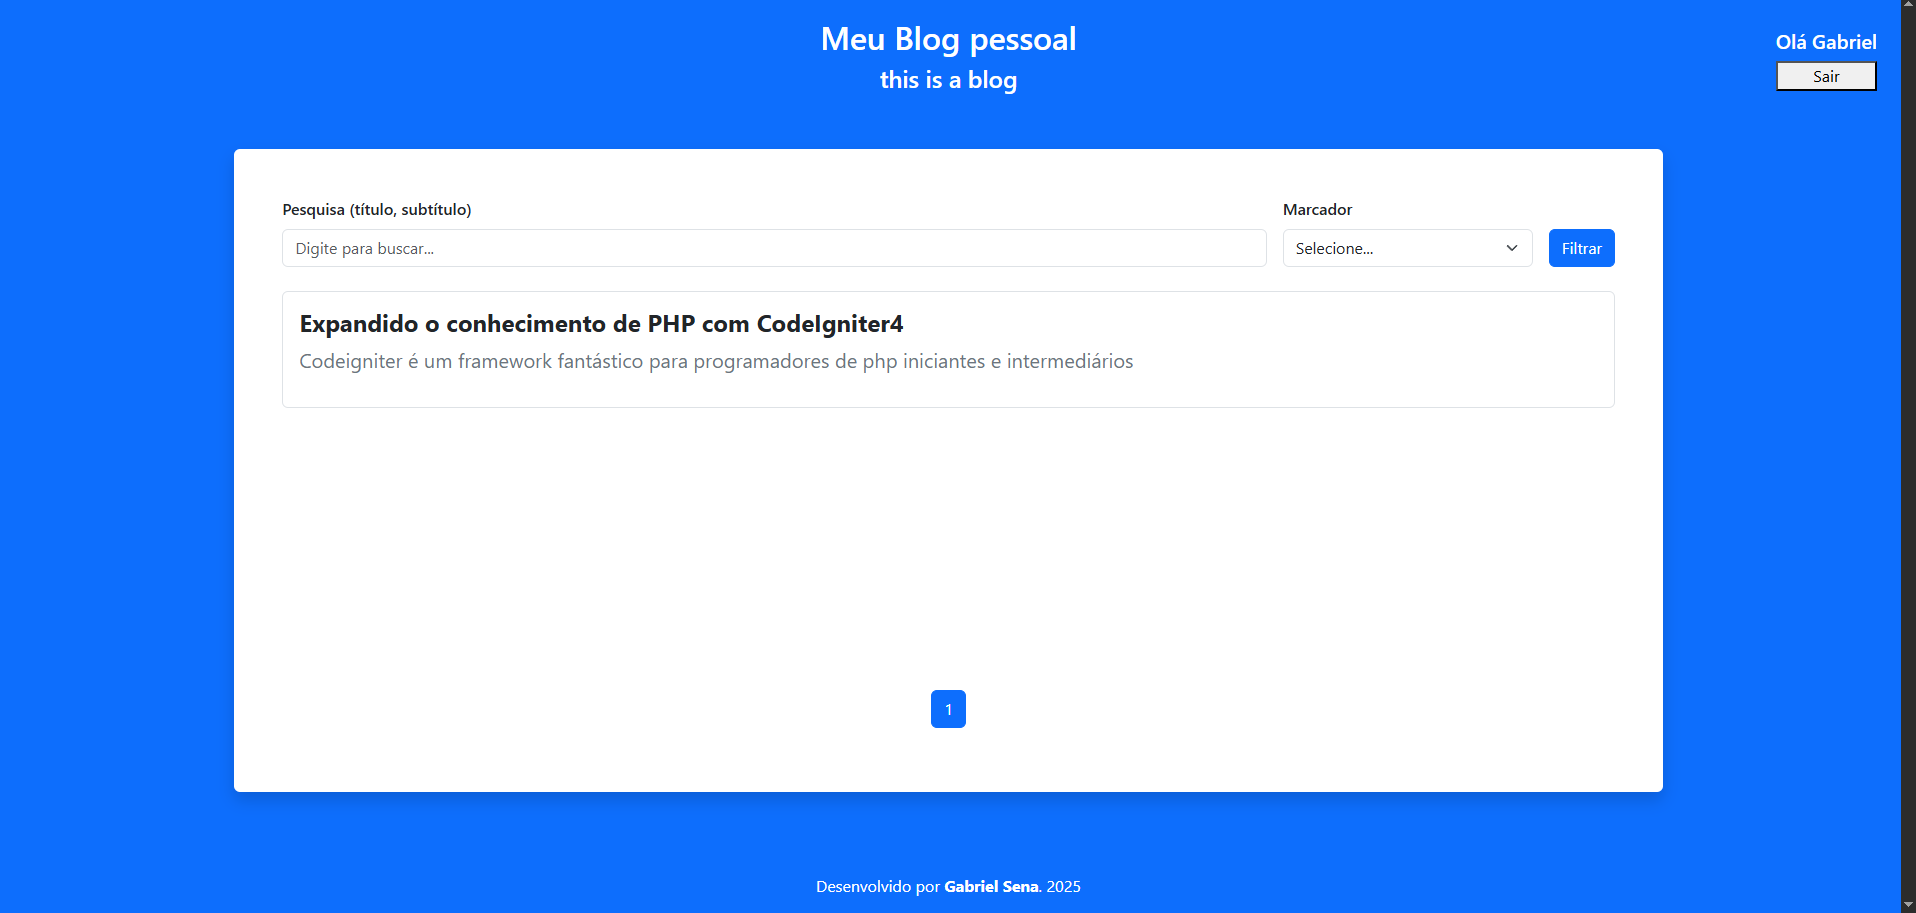 Meu Blog pessoal
this is a blog
Olá Gabriel
Sair
Pesquisa (título, subtítulo)
Marcador
Digite para buscar...
Selecione...
Filtrar
Expandido o conhecimento de PHP com CodeIgniter4
Codeigniter é um framework fantástico para programadores de php iniciantes e intermediários
1
Desenvolvido por Gabriel Sena. 2025